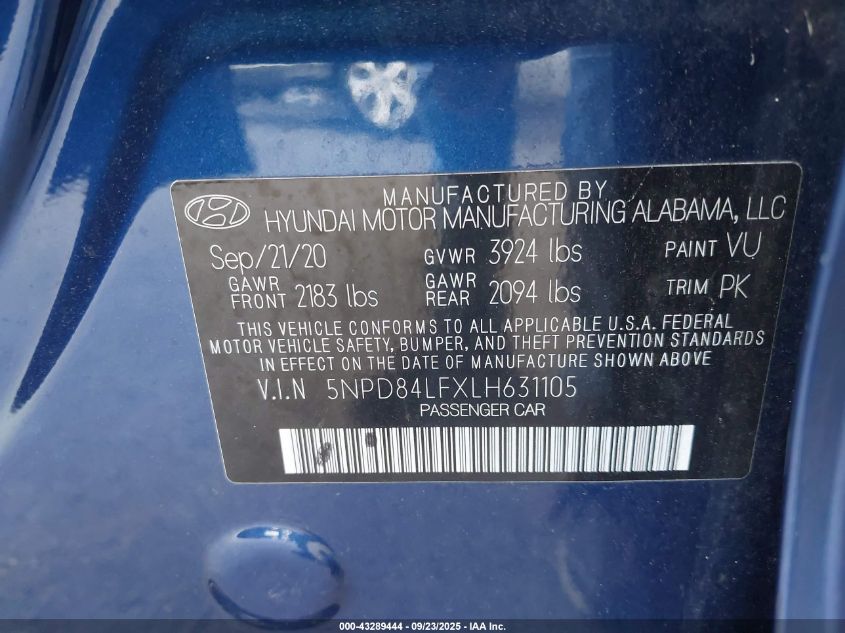 MANUFACTURED BY
HYUNDAI MOTOR MANUFACTURING ALABAMA, LLC
Sep/21/20 GVWR 3924 lbs PAINT VU
GAWR FRONT 2183 lbs GAWR REAR 2094 lbs TRIM PK
THIS VEHICLE CONFORMS TO ALL APPLICABLE U.S.A. FEDERAL
MOTOR VEHICLE SAFETY, BUMPER, AND THEFT PREVENTION STANDARDS
IN EFFECT ON THE DATE OF MANUFACTURE SHOWN ABOVE
V.I.N 5NPD84LFXLH631105
PASSENGER CAR
000-43289444 - 09/23/2025 - IAA Inc.